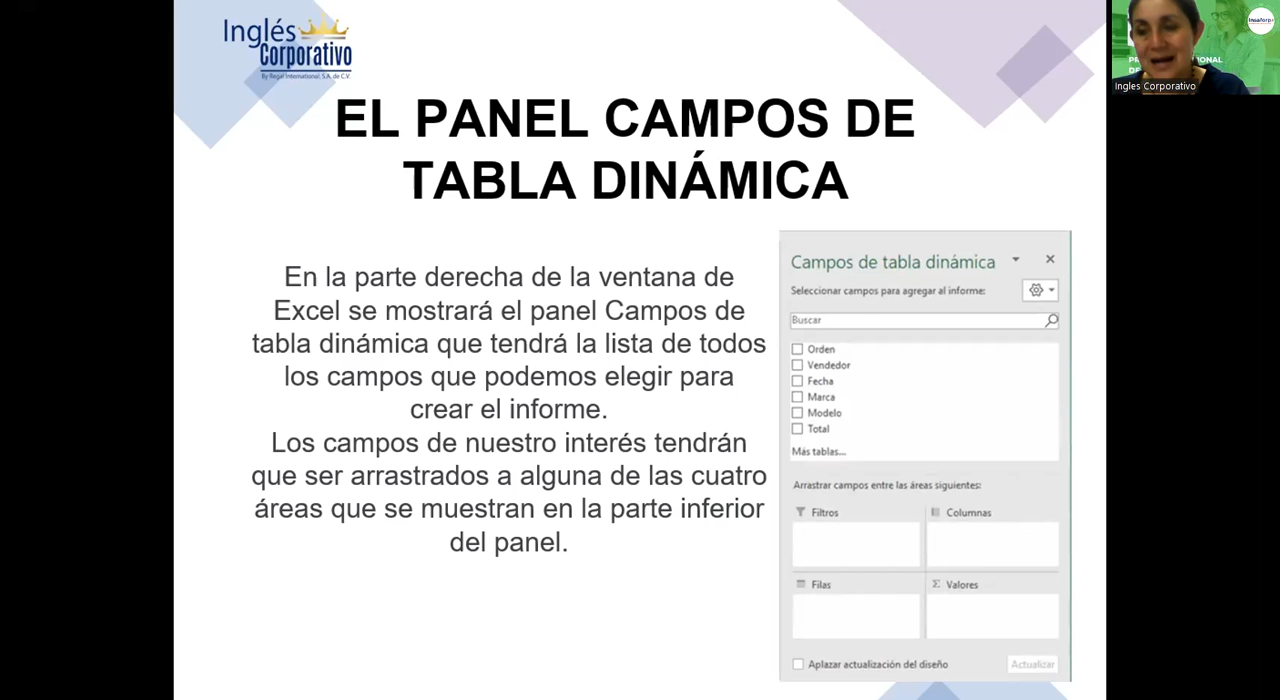 Inglés
Corporativo
By Regal International, S.A. de C.V.
EL PANEL CAMPOS DE
TABLA DINÁMICA
En la parte derecha de la ventana de
Excel se mostrará el panel Campos de
tabla dinámica que tendrá la lista de todos
los campos que podemos elegir para
crear el informe.
Los campos de nuestro interés tendrán
que ser arrastrados a alguna de las cuatro
áreas que se muestran en la parte inferior
del panel.
Campos de tabla dinámica
Seleccionar campos para agregar al informe:
Buscar
Orden
Vendedor
Fecha
Marca
Modelo
Total
Más tablas...
Arrastrar campos entre las áreas siguientes:
Filtros
Columnas
Filas
Σ Valores
Aplazar actualización del diseño
Actualizar
Insaforp
Ingles Corporativo